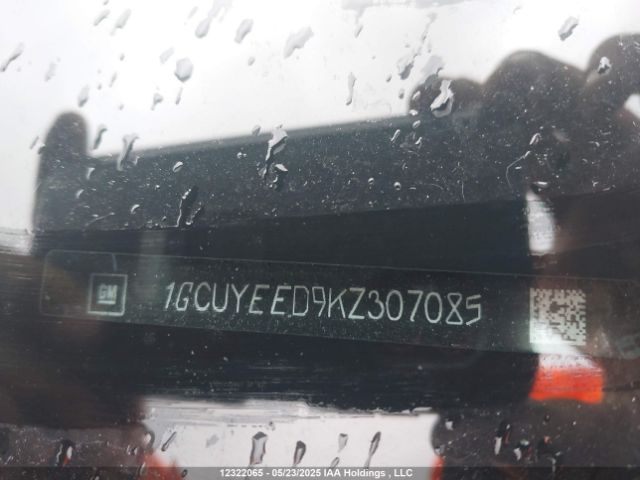 GM
1GCUYEED9KZ307085
12322065 - 05/23/2025 IAA Holdings , LLC